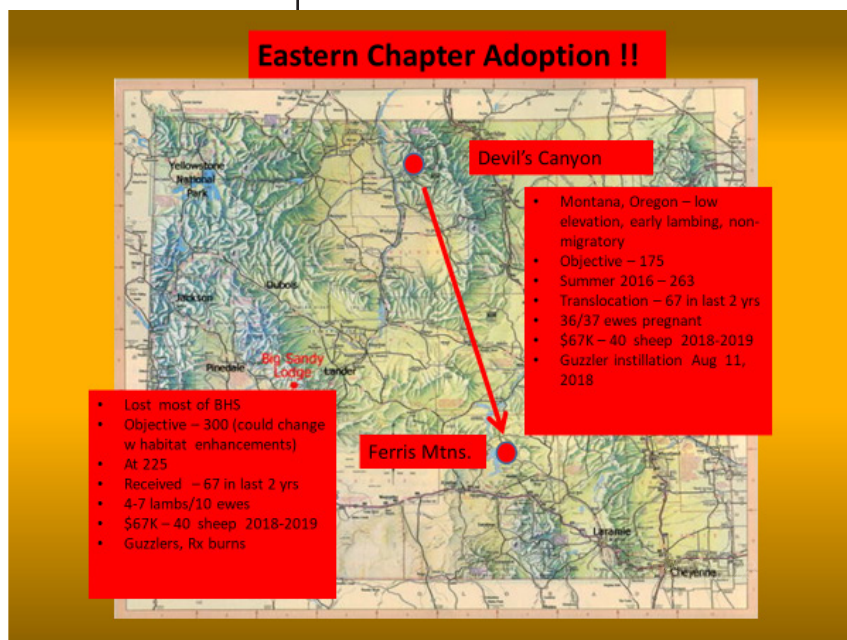 Eastern Chapter Adoption !!
Yellowstone
National
Park
Devil's Canyon
• Montana, Oregon – low
elevation, early lambing, non-
migratory
• Objective – 175
• Summer 2016 – 263
• Translocation – 67 in last 2 yrs
• 36/37 ewes pregnant
• $67K – 40 sheep 2018-2019
• Guzzler instillation Aug 11,
2018
Dubois
Jackson
Pinedale
Big Sandy
Lodge
Lander
• Lost most of BHS
• Objective – 300 (could change
w habitat enhancements)
• At 225
• Received – 67 in last 2 yrs
• 4-7 lambs/10 ewes
• $67K – 40 sheep 2018-2019
• Guzzlers, Rx burns
Ferris Mtns.
Laramie
Cheyenne